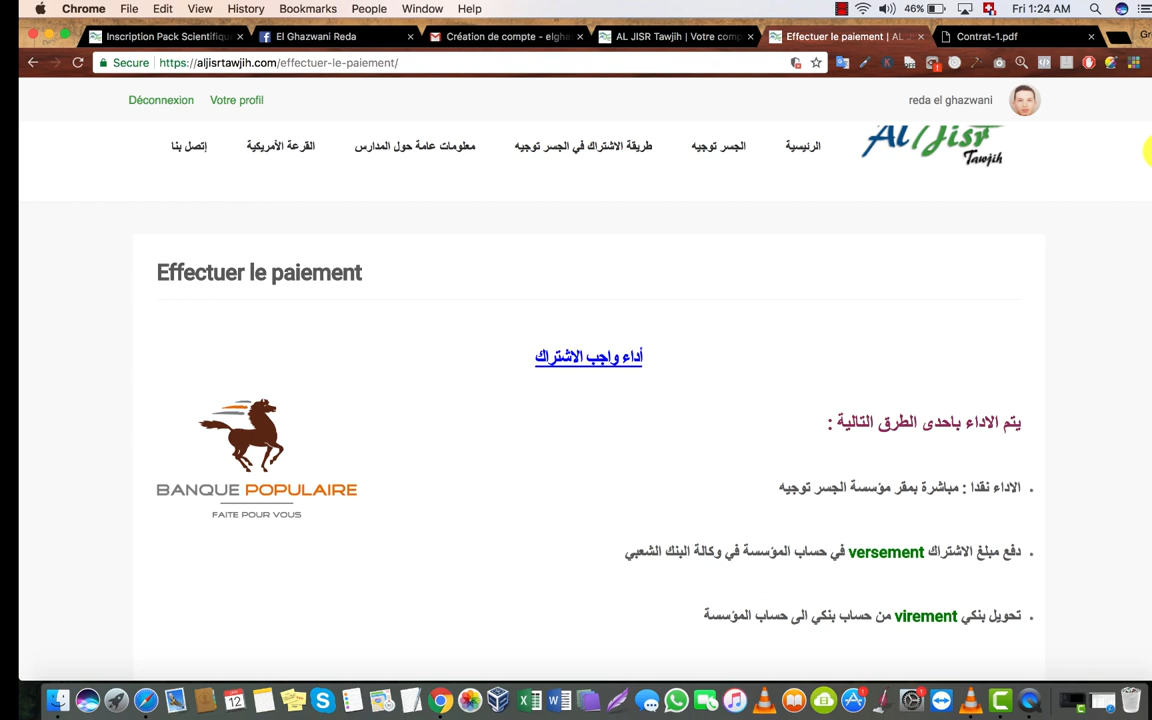 Chrome File Edit View History Bookmarks People Window Help 46% Fri 1:24 AM
Inscription Pack Scientifiqu El Ghazwani Reda Création de compte - elgha AL JISR Tawjih | Votre comp Effectuer le paiement | AL J Contrat-1.pdf
Secure https://aljisrtawjih.com/effectuer-le-paiement/
Déconnexion Votre profil reda el ghazwani
Al Jisr
Tawjih
الرئيسية الجسر توجيه طريقة الاشتراك في الجسر توجيه معلومات عامة حول المدارس القرعة الأمريكية إتصل بنا
Effectuer le paiement
أداء واجب الاشتراك
يتم الاداء باحدى الطرق التالية :
BANQUE POPULAIRE
FAITE POUR VOUS
• الاداء نقدا : مباشرة بمقر مؤسسة الجسر توجيه
• دفع مبلغ الاشتراك versement في حساب المؤسسة في وكالة البنك الشعبي
• تحويل بنكي virement من حساب بنكي الى حساب المؤسسة
12